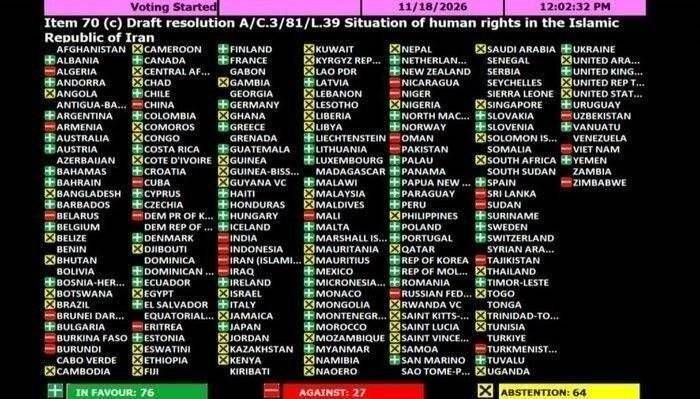 Voting Started 11/18/2026 12:02:32 PM
Item 70 (c) Draft resolution A/C.3/81/L.39 Situation of human rights in the Islamic
Republic of Iran
AFGHANISTAN
ALBANIA
ALGERIA
ANDORRA
ANGOLA
ANTIGUA-BA...
ARGENTINA
ARMENIA
AUSTRALIA
AUSTRIA
AZERBAIJAN
BAHAMAS
BAHRAIN
BANGLADESH
BARBADOS
BELARUS
BELGIUM
BELIZE
BENIN
BHUTAN
BOLIVIA
BOSNIA-HER...
BOTSWANA
BRAZIL
BRUNEI DAR...
BULGARIA
BURKINA FASO
BURUNDI
CABO VERDE
CAMBODIA
CAMEROON
CANADA
CENTRAL AF...
CHAD
CHILE
CHINA
COLOMBIA
COMOROS
CONGO
COSTA RICA
COTE D'IVOIRE
CROATIA
CUBA
CYPRUS
CZECHIA
DEM PR OF K...
DEM REP OF ...
DENMARK
DJIBOUTI
DOMINICA
DOMINICAN ...
ECUADOR
EGYPT
EL SALVADOR
EQUATORIAL...
ERITREA
ESTONIA
ESWATINI
ETHIOPIA
FIJI
FINLAND
FRANCE
GABON
GAMBIA
GEORGIA
GERMANY
GHANA
GREECE
GRENADA
GUATEMALA
GUINEA
GUINEA-BISS...
GUYANA VC
HAITI
HONDURAS
HUNGARY
ICELAND
INDIA
INDONESIA
IRAN (ISLAMI...
IRAQ
IRELAND
ISRAEL
ITALY
JAMAICA
JAPAN
JORDAN
KAZAKHSTAN
KENYA
KIRIBATI
KUWAIT
KYRGYZ REP...
LAO PDR
LATVIA
LEBANON
LESOTHO
LIBERIA
LIBYA
LIECHTENSTEIN
LITHUANIA
LUXEMBOURG
MADAGASCAR
MALAWI
MALAYSIA
MALDIVES
MALI
MALTA
MARSHALL IS...
MAURITANIA
MAURITIUS
MEXICO
MICRONESIA...
MONACO
MONGOLIA
MONTENEGR...
MOROCCO
MOZAMBIQUE
MYANMAR
NAMIBIA
NAOERO
NEPAL
NETHERLAN...
NEW ZEALAND
NICARAGUA
NIGER
NIGERIA
NORTH MAC...
NORWAY
OMAN
PAKISTAN
PALAU
PANAMA
PAPUA NEW ...
PARAGUAY
PERU
PHILIPPINES
POLAND
PORTUGAL
QATAR
REP OF KOREA
REP OF MOL...
ROMANIA
RUSSIAN FED...
RWANDA VC
SAINT KITTS-...
SAINT LUCIA
SAINT VINCE...
SAMOA
SAN MARINO
SAO TOME-P...
SAUDI ARABIA
SENEGAL
SERBIA
SEYCHELLES
SIERRA LEONE
SINGAPORE
SLOVAKIA
SLOVENIA
SOLOMON IS...
SOMALIA
SOUTH AFRICA
SOUTH SUDAN
SPAIN
SRI LANKA
SUDAN
SURINAME
SWEDEN
SWITZERLAND
SYRIAN ARA...
TAJIKISTAN
THAILAND
TIMOR-LESTE
TOGO
TONGA
TRINIDAD-TO...
TUNISIA
TURKIYE
TURKMENIST...
TUVALU
UGANDA
UKRAINE
UNITED ARA...
UNITED KING...
UNITED REP T...
UNITED STAT...
URUGUAY
UZBEKISTAN
VANUATU
VENEZUELA
VIET NAM
YEMEN
ZAMBIA
ZIMBABWE
IN FAVOUR: 76 AGAINST: 27 ABSTENTION: 64